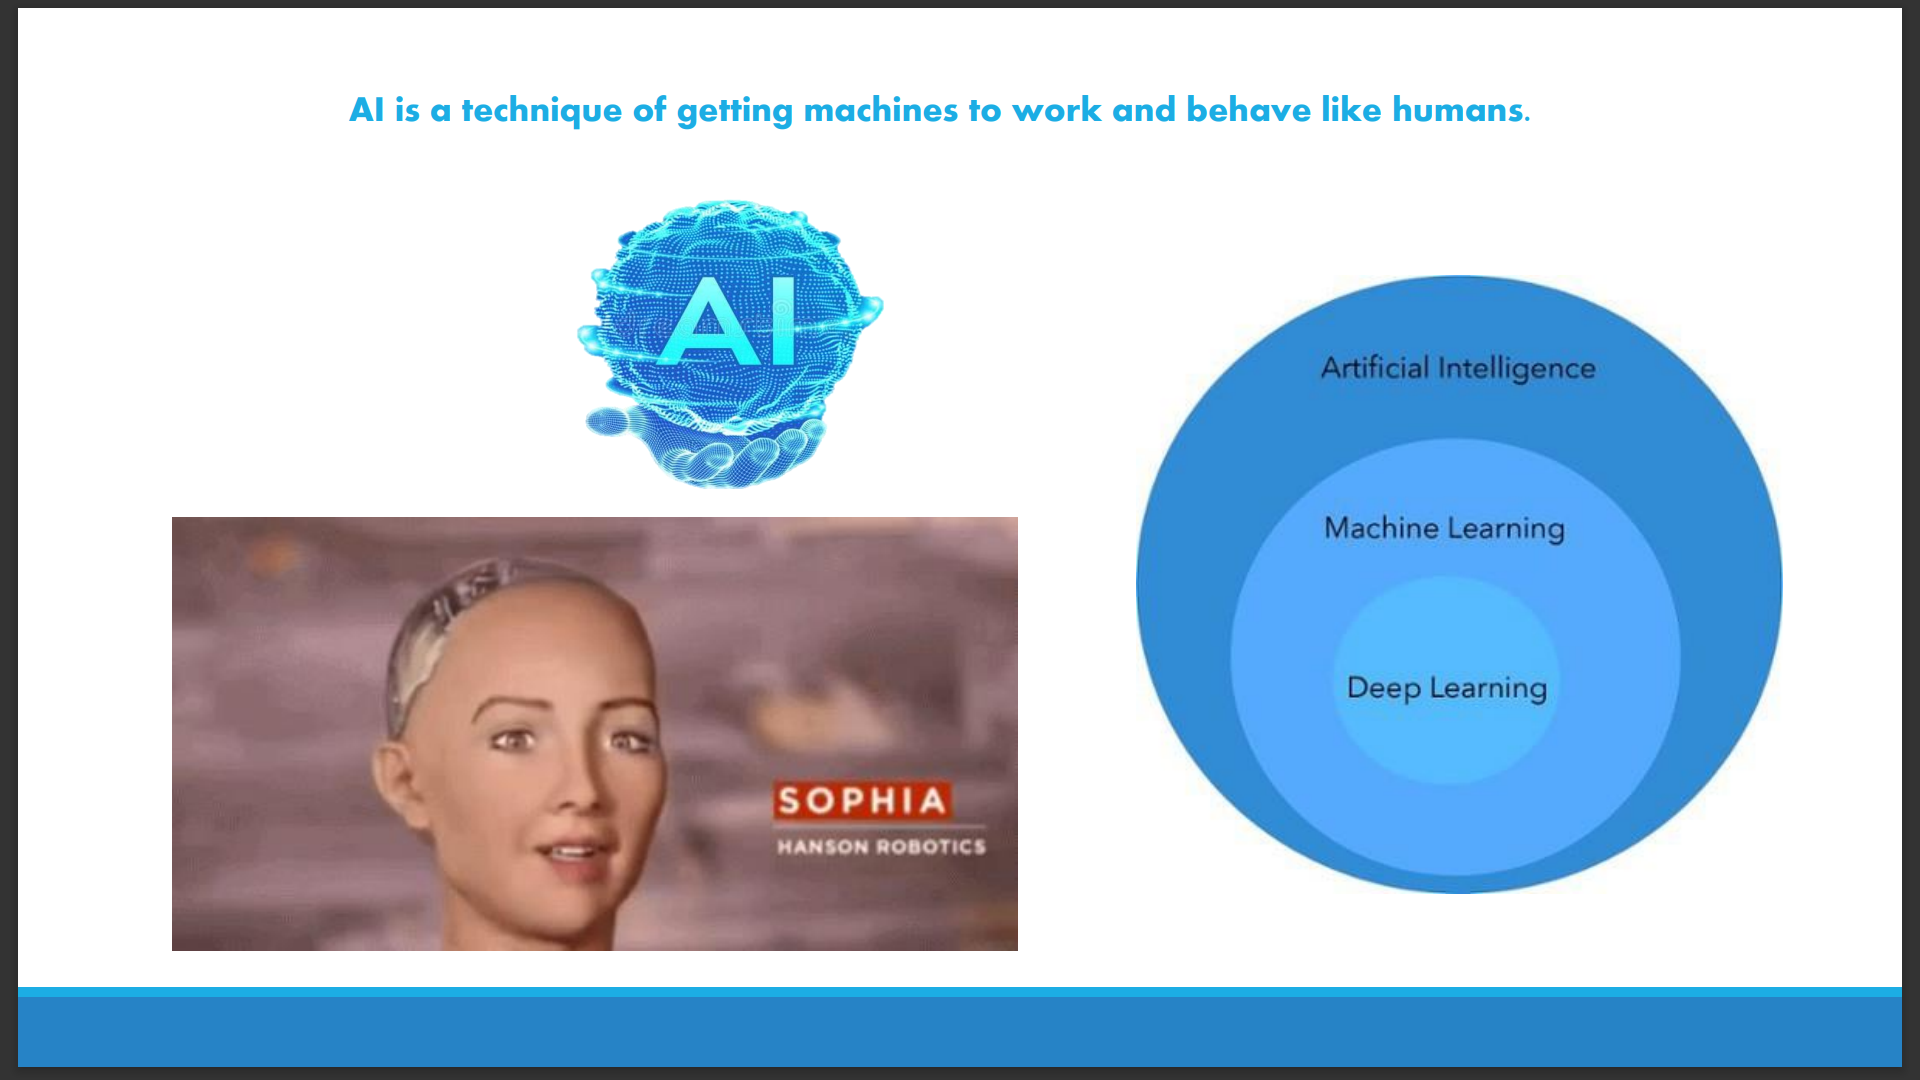 AI is a technique of getting machines to work and behave like humans.
AI
SOPHIA
HANSON ROBOTICS
Artificial Intelligence
Machine Learning
Deep Learning